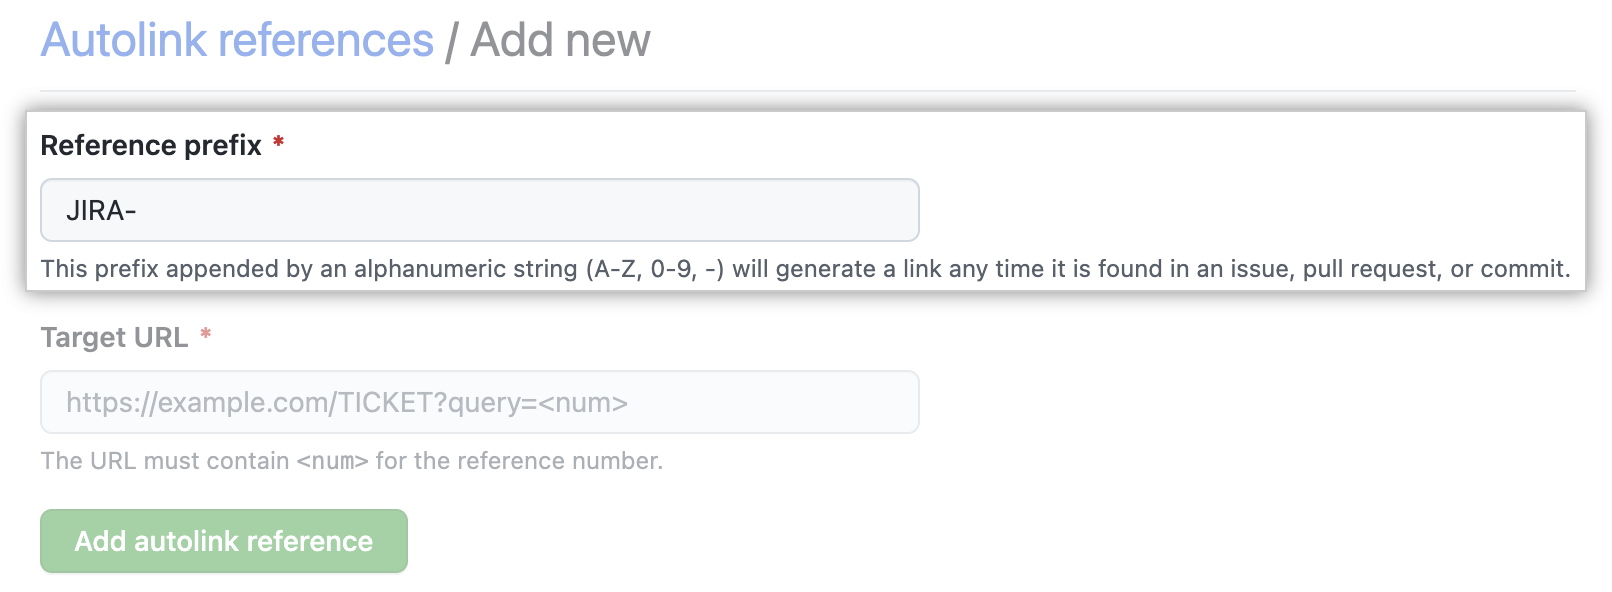 Autolink references / Add new
Reference prefix *
JIRA-
This prefix appended by an alphanumeric string (A-Z, 0-9, -) will generate a link any time it is found in an issue, pull request, or commit.
Target URL *
https://example.com/TICKET?query=<num>
The URL must contain <num> for the reference number.
Add autolink reference